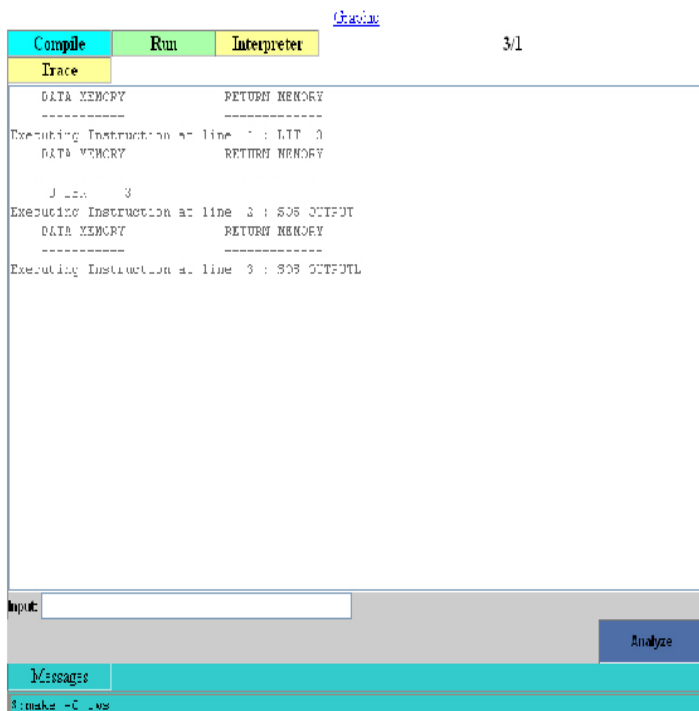 Compile Run Interpreter 3/1
Trace
DATA MEMORY RETURN MEMORY
----------- -------------
Executing Instruction at line 1 : LIT 3
DATA MEMORY RETURN MEMORY
3
Executing Instruction at line 2 : SOS OUTPUT
DATA MEMORY RETURN MEMORY
----------- -------------
Executing Instruction at line 3 : SOS OUTPUTL
Input:
Analyze
Messages